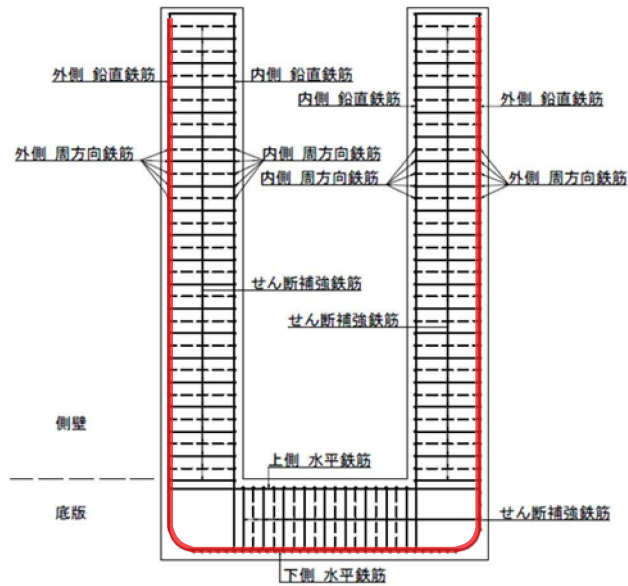 外側 鉛直鉄筋
内側 鉛直鉄筋
内側 鉛直鉄筋
外側 鉛直鉄筋
外側 周方向鉄筋
内側 周方向鉄筋
内側 周方向鉄筋
外側 周方向鉄筋
せん断補強鉄筋
せん断補強鉄筋
側壁
上側 水平鉄筋
底版
せん断補強鉄筋
下側 水平鉄筋